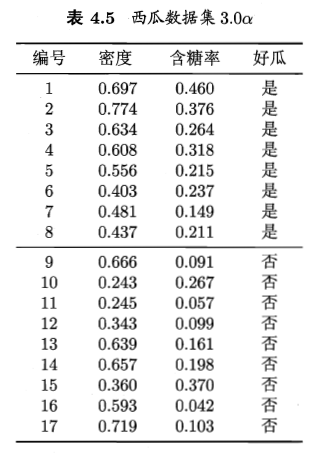 表 4.5 西瓜数据集 3.0α
编号 密度 含糖率 好瓜
1 0.697 0.460 是
2 0.774 0.376 是
3 0.634 0.264 是
4 0.608 0.318 是
5 0.556 0.215 是
6 0.403 0.237 是
7 0.481 0.149 是
8 0.437 0.211 是
9 0.666 0.091 否
10 0.243 0.267 否
11 0.245 0.057 否
12 0.343 0.099 否
13 0.639 0.161 否
14 0.657 0.198 否
15 0.360 0.370 否
16 0.593 0.042 否
17 0.719 0.103 否